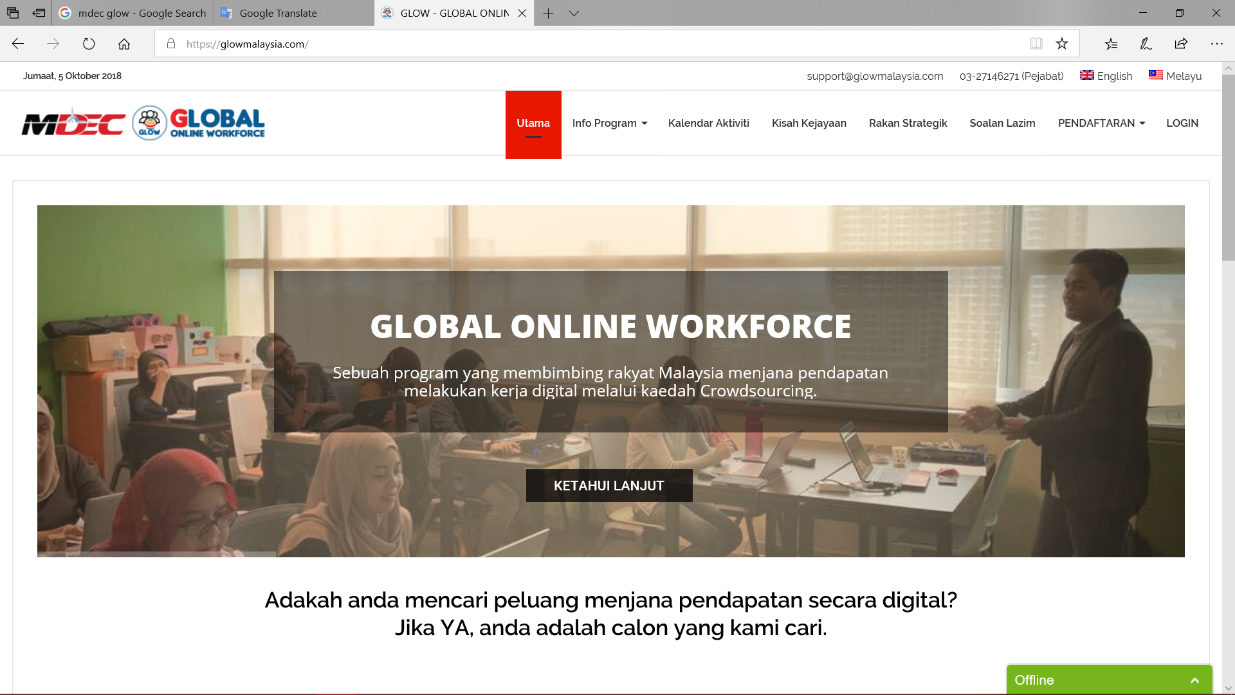 mdec glow - Google Search
Google Translate
GLOW - GLOBAL ONLIN
https://glowmalaysia.com/
Jumaat, 5 Oktober 2018
support@glowmalaysia.com 03-27146271 (Pejabat) English Melayu
MDEC GLOW GLOBAL
ONLINE WORKFORCE
Utama Info Program Kalendar Aktiviti Kisah Kejayaan Rakan Strategik Soalan Lazim PENDAFTARAN LOGIN
GLOBAL ONLINE WORKFORCE
Sebuah program yang membimbing rakyat Malaysia menjana pendapatan
melakukan kerja digital melalui kaedah Crowdsourcing.
KETAHUI LANJUT
Adakah anda mencari peluang menjana pendapatan secara digital?
Jika YA, anda adalah calon yang kami cari.
Offline